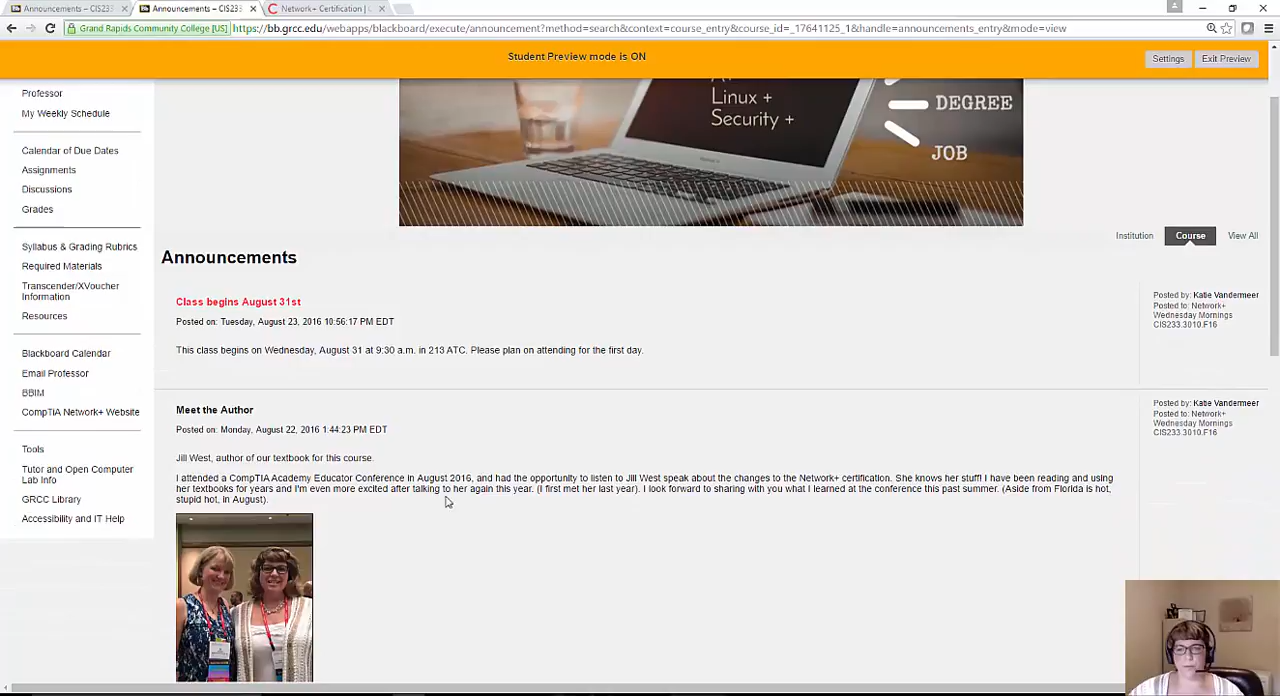 Announcements – CIS233
Announcements – CIS233
Network+ Certification |
Grand Rapids Community College [US]
https://bb.grcc.edu/webapps/blackboard/execute/announcement?method=search&context=course_entry&course_id=_17641125_1&handle=announcements_entry&mode=view
Student Preview mode is ON
Settings
Exit Preview
Professor
My Weekly Schedule
Calendar of Due Dates
Assignments
Discussions
Grades
Syllabus & Grading Rubrics
Required Materials
Transcender/XVoucher
Information
Resources
Blackboard Calendar
Email Professor
BBIM
CompTIA Network+ Website
Tools
Tutor and Open Computer
Lab Info
GRCC Library
Accessibility and IT Help
Linux +
Security +
DEGREE
JOB
Institution
Course
View All
Announcements
Class begins August 31st
Posted on: Tuesday, August 23, 2016 10:56:17 PM EDT
This class begins on Wednesday, August 31 at 9:30 a.m. in 213 ATC. Please plan on attending for the first day.
Posted by: Katie Vandermeer
Posted to: Network+
Wednesday Mornings
CIS233.3010.F16
Meet the Author
Posted on: Monday, August 22, 2016 1:44:23 PM EDT
Jill West, author of our textbook for this course.
I attended a CompTIA Academy Educator Conference in August 2016, and had the opportunity to listen to Jill West speak about the changes to the Network+ certification. She knows her stuff! I have been reading and using
her textbooks for years and I'm even more excited after talking to her again this year. (I first met her last year). I look forward to sharing with you what I learned at the conference this past summer. (Aside from Florida is hot,
stupid hot, in August).
Posted by: Katie Vandermeer
Posted to: Network+
Wednesday Mornings
CIS233.3010.F16